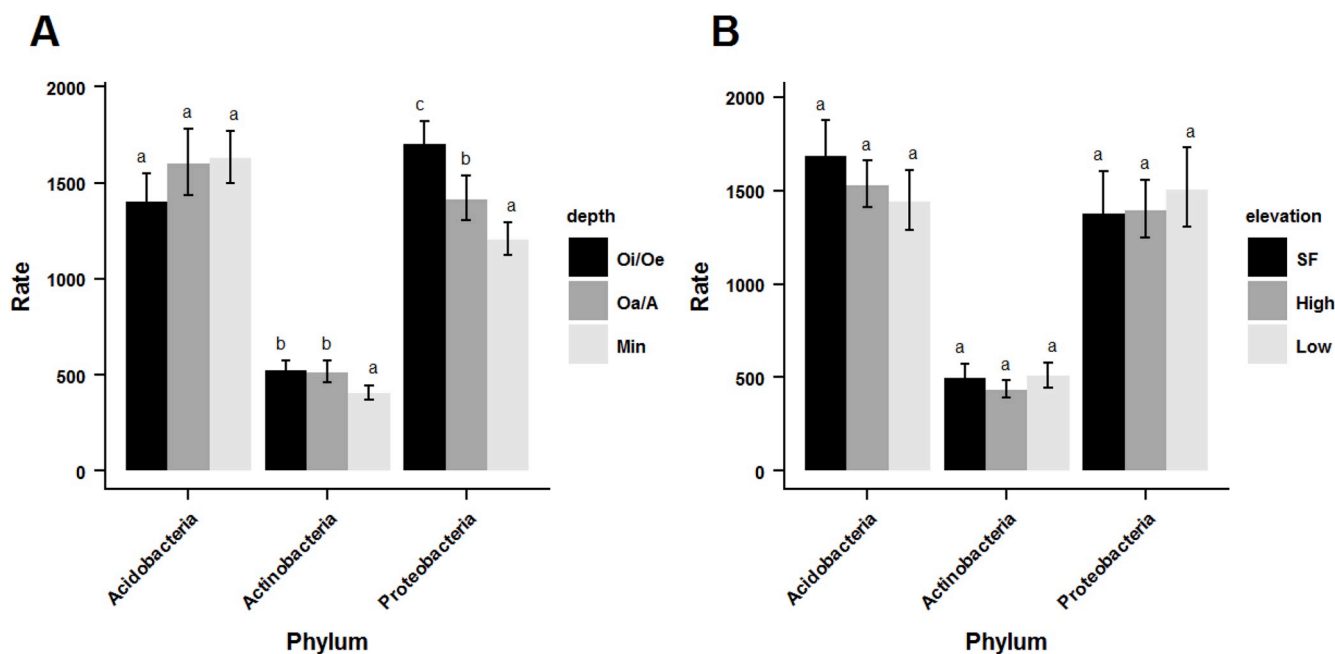 A
Rate
2000
1500
1000
500
0
a
a
a
b
b
a
c
b
a
Acidobacteria
Actinobacteria
Proteobacteria
Phylum
depth
Oi/Oe
Oa/A
Min
B
Rate
2000
1500
1000
500
0
a
a
a
a
a
a
a
a
a
Acidobacteria
Actinobacteria
Proteobacteria
Phylum
elevation
SF
High
Low